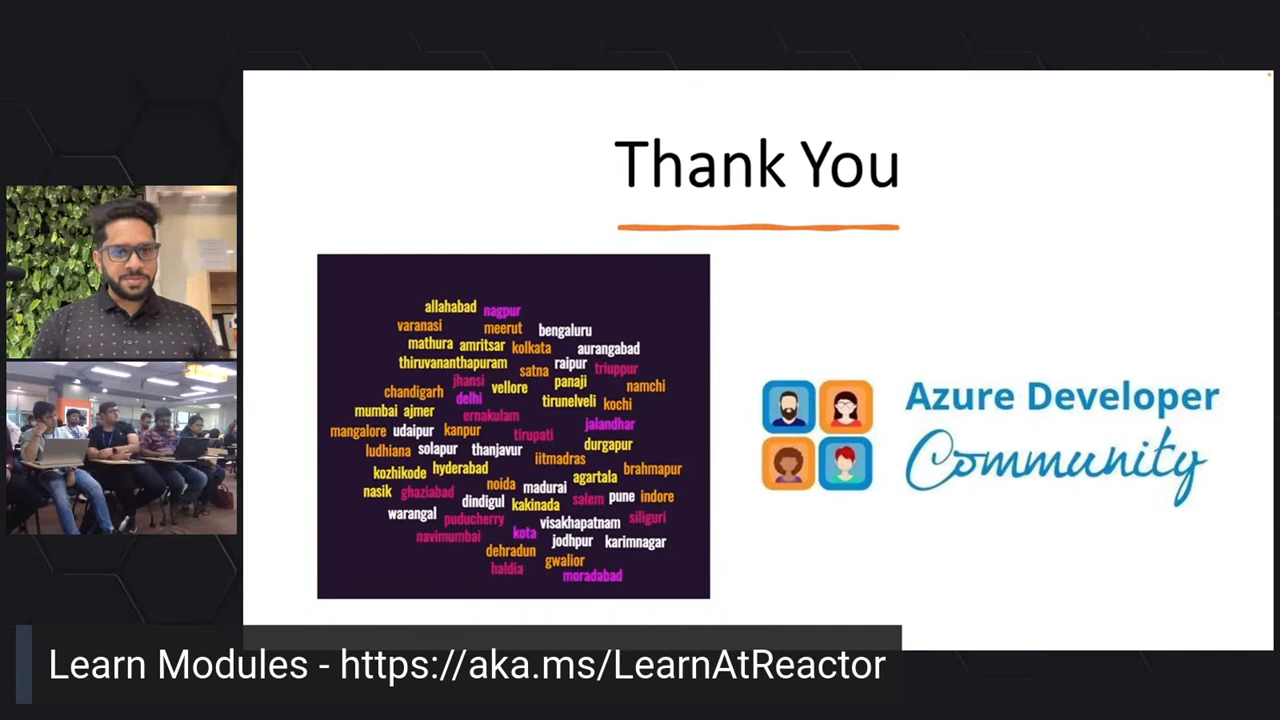 Thank You
allahabad nagpur
varanasi meerut bengaluru
mathura amritsar kolkata aurangabad
thiruvananthapuram satna raipur triuppur
chandigarh jhansi vellore panaji namchi
delhi tirunelveli kochi
mumbai ajmer ernakulam jalandhar
mangalore udaipur kanpur tirupati durgapur
ludhiana solapur thanjavur iitmadras
kozhikode hyderabad agartala brahmapur
nasik ghaziabad noida madurai salem pune indore
dindigul kakinada
warangal puducherry visakhapatnam siliguri
navimumbai kota jodhpur karimnagar
dehradun gwalior
haldia moradabad
Azure Developer
Community
Learn Modules - https://aka.ms/LearnAtReactor